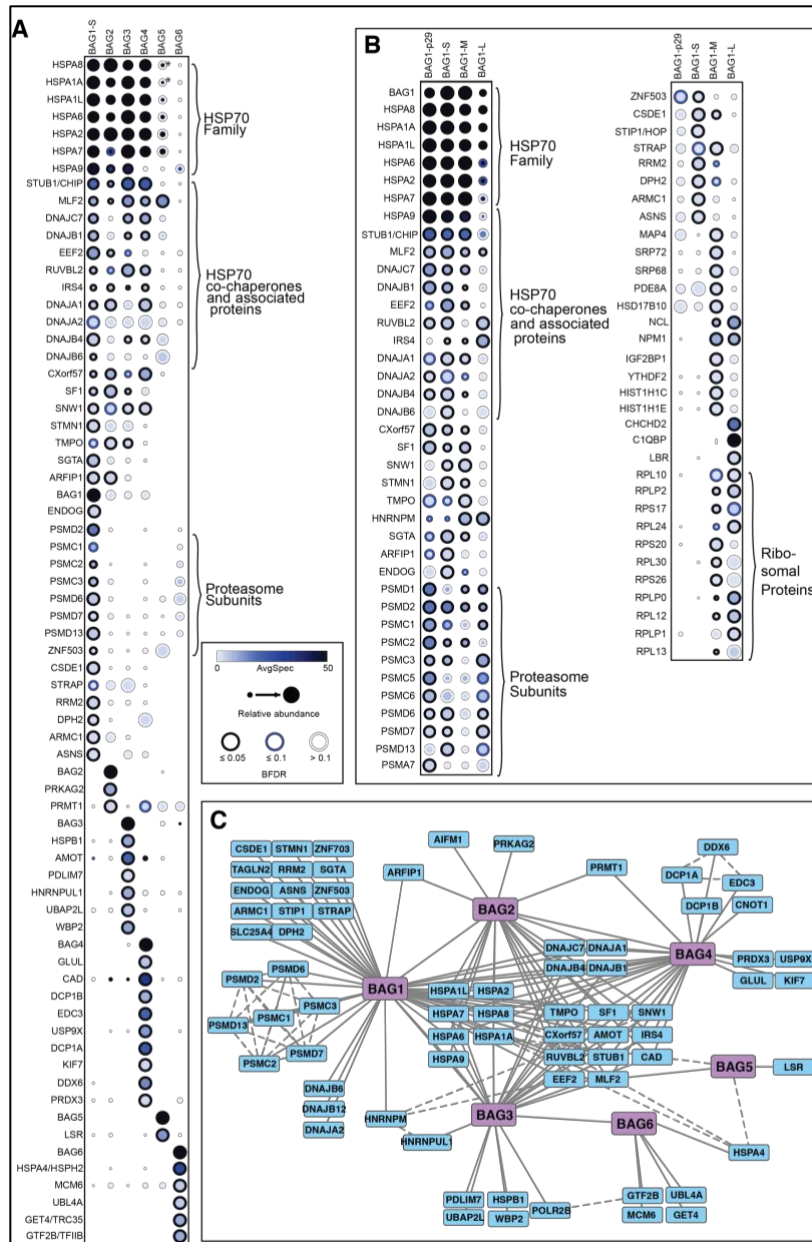 A
BAG1-S
BAG2
BAG3
BAG4
BAG5
BAG6
HSPA8
HSPA1A
HSPA1L
HSPA6
HSPA2
HSPA7
HSPA9
STUB1/CHIP
MLF2
DNAJC7
DNAJB1
EEF2
RUVBL2
IRS4
DNAJA1
DNAJA2
DNAJB4
DNAJB6
CXorf57
SF1
SNW1
STMN1
TMPO
SGTA
ARFIP1
BAG1
ENDOG
PSMD2
PSMC1
PSMC2
PSMC3
PSMD6
PSMD7
PSMD13
ZNF503
CSDE1
STRAP
RRM2
DPH2
ARMC1
ASNS
BAG2
PRKAG2
PRMT1
BAG3
HSPB1
AMOT
PDLIM7
HNRNPUL1
UBAP2L
WBP2
BAG4
GLUL
CAD
DCP1B
EDC3
USP9X
DCP1A
KIF7
DDX6
PRDX3
BAG5
LSR
BAG6
HSPA4/HSPH2
MCM6
UBL4A
GET4/TRC35
GTF2B/TFIIB
*
*
HSP70
Family
HSP70
co-chaperones
and associated
proteins
Proteasome
Subunits
0 50
AvgSpec
Relative abundance
≤ 0.05 ≤ 0.1 > 0.1
BFDR
B
BAG1-p29
BAG1-S
BAG1-M
BAG1-L
BAG1
HSPA8
HSPA1A
HSPA1L
HSPA6
HSPA2
HSPA7
HSPA9
STUB1/CHIP
MLF2
DNAJC7
DNAJB1
EEF2
RUVBL2
IRS4
DNAJA1
DNAJA2
DNAJB4
DNAJB6
CXorf57
SF1
SNW1
STMN1
TMPO
HNRNPM
SGTA
ARFIP1
ENDOG
PSMD1
PSMD2
PSMC1
PSMC2
PSMC3
PSMC5
PSMC6
PSMD6
PSMD7
PSMD13
PSMA7
HSP70
Family
HSP70
co-chaperones
and associated
proteins
Proteasome
Subunits
BAG1-p29
BAG1-S
BAG1-M
BAG1-L
ZNF503
CSDE1
STIP1/HOP
STRAP
RRM2
DPH2
ARMC1
ASNS
MAP4
SRP72
SRP68
PDE8A
HSD17B10
NCL
NPM1
IGF2BP1
YTHDF2
HIST1H1C
HIST1H1E
CHCHD2
C1QBP
LBR
RPL10
RPLP2
RPS17
RPL24
RPS20
RPL30
RPS26
RPLP0
RPL12
RPLP1
RPL13
Ribo-
somal
Proteins
C
CSDE1 STMN1 ZNF703
TAGLN2 RRM2 SGTA
ENDOG ASNS ZNF503
ARMC1 STIP1 STRAP
SLC25A4 DPH2
ARFIP1
AIFM1
PRKAG2
PRMT1
DDX6
DCP1A
EDC3
DCP1B
CNOT1
BAG2
BAG4
DNAJC7 DNAJA1
DNAJB4 DNAJB1
PRDX3 USP9X
GLUL KIF7
PSMD6
PSMD2
PSMC3
PSMC1
PSMD13
PSMD7
PSMC2
BAG1
HSPA1L HSPA2
HSPA7 HSPA8
HSPA6 HSPA1A
HSPA9
TMPO SF1 SNW1
CXorf57 AMOT IRS4
RUVBL2 STUB1 CAD
EEF2 MLF2
BAG5
LSR
DNAJB6
DNAJB12
DNAJA2
HNRNPM
HNRNPUL1
BAG3
BAG6
HSPA4
PDLIM7 HSPB1
UBAP2L WBP2
POLR2B
GTF2B UBL4A
MCM6 GET4